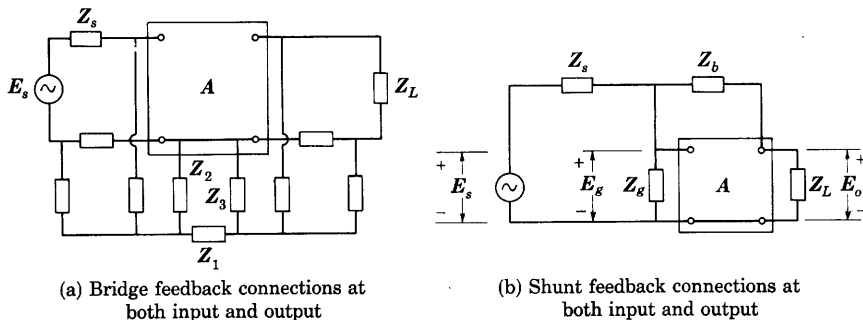 Z_s
E_s
A
Z_L
Z_2
Z_3
Z_1
(a) Bridge feedback connections at
both input and output
Z_s
Z_b
+
E_s
−
+
E_g
−
Z_g
A
Z_L
+
E_o
−
(b) Shunt feedback connections at
both input and output